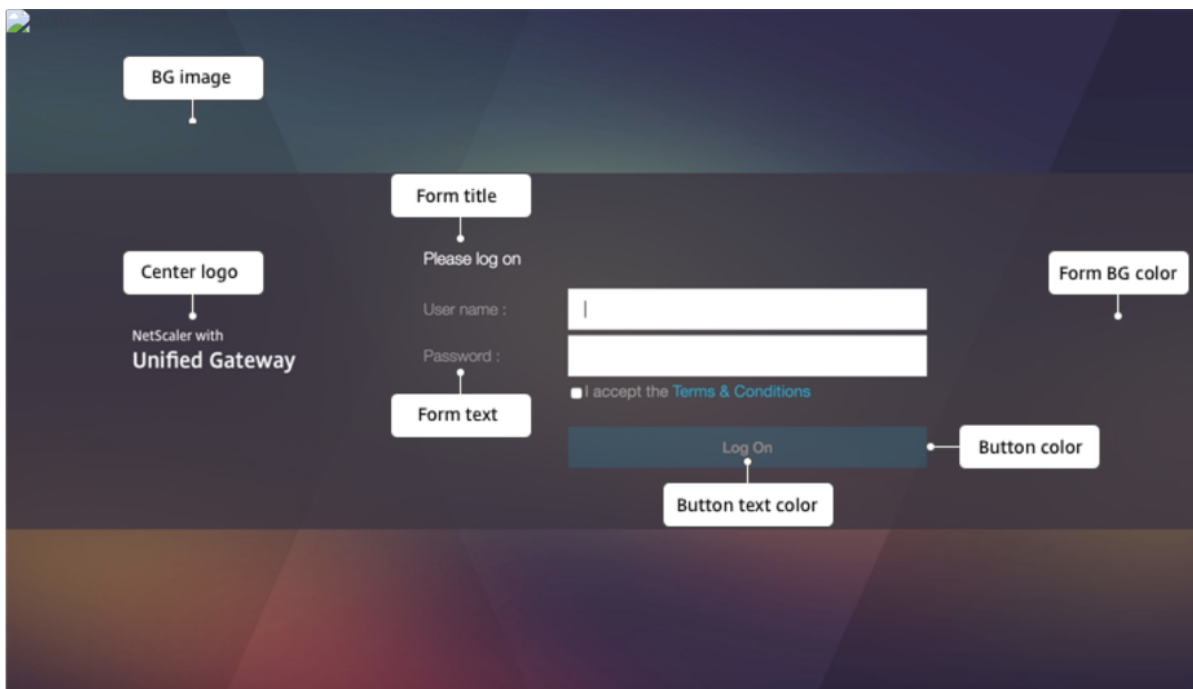 BG image
Form title
Please log on
Center logo
Form BG color
User name :
NetScaler with
Unified Gateway
Password :
I accept the Terms & Conditions
Form text
Log On
Button color
Button text color